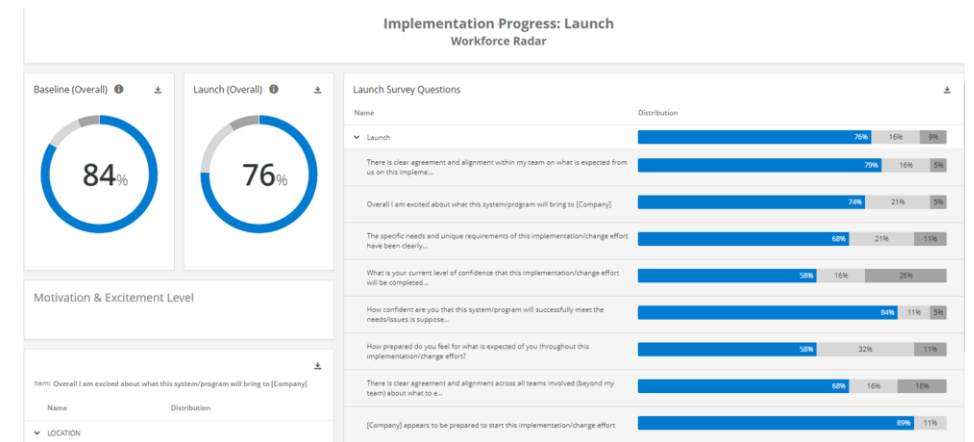 Implementation Progress: Launch
Workforce Radar
Baseline (Overall)
84%
Launch (Overall)
76%
Motivation & Excitement Level
Item: Overall I am excited about what this system/program will bring to [Company]
Name Distribution
LOCATION
Launch Survey Questions
Name Distribution
Launch 76% 16% 9%
There is clear agreement and alignment within my team on what is expected from
us on this impleme...
79% 16% 5%
Overall I am excited about what this system/program will bring to [Company] 74% 21% 5%
The specific needs and unique requirements of this implementation/change effort
have been clearly...
68% 21% 11%
What is your current level of confidence that this implementation/change effort
will be completed...
58% 16% 26%
How confident are you that this system/program will successfully meet the
needs/issues is suppose...
84% 11% 5%
How prepared do you feel for what is expected of you throughout this
implementation/change effort?
58% 32% 11%
There is clear agreement and alignment across all teams involved (beyond my
team) about what to e...
68% 16% 16%
[Company] appears to be prepared to start this implementation/change effort 89% 11%